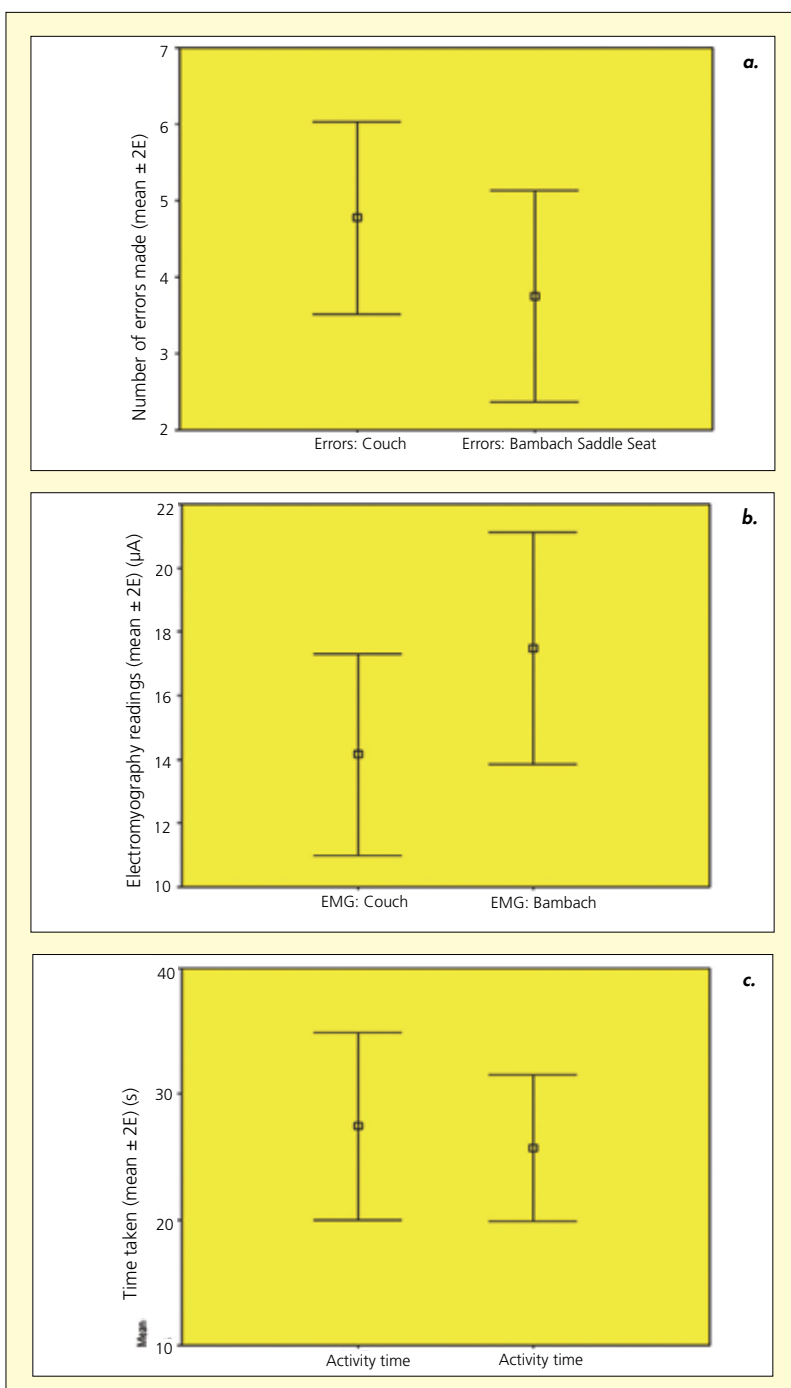 a.
Number of errors made (mean ± 2E)
7
6
5
4
3
2
Errors: Couch Errors: Bambach Saddle Seat
b.
Electromyography readings (mean ± 2E) (µA)
22
20
18
16
14
12
10
EMG: Couch EMG: Bambach
c.
Time taken (mean ± 2E) (s)
40
30
20
10
Mean
Activity time Activity time